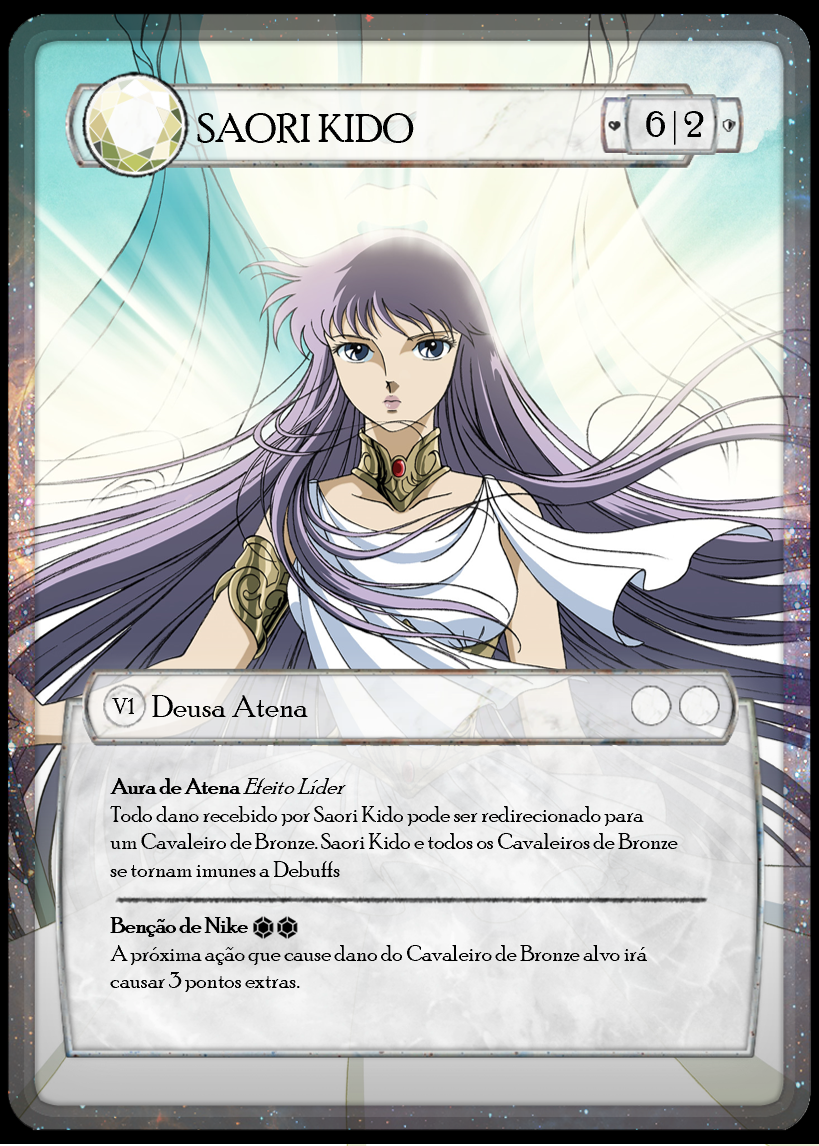 SAORI KIDO
6|2
V1 Deusa Atena
Aura de Atena Efeito Líder
Todo dano recebido por Saori Kido pode ser redirecionado para
um Cavaleiro de Bronze. Saori Kido e todos os Cavaleiros de Bronze
se tornam imunes a Debuffs
Benção de Nike
A próxima ação que cause dano do Cavaleiro de Bronze alvo irá
causar 3 pontos extras.